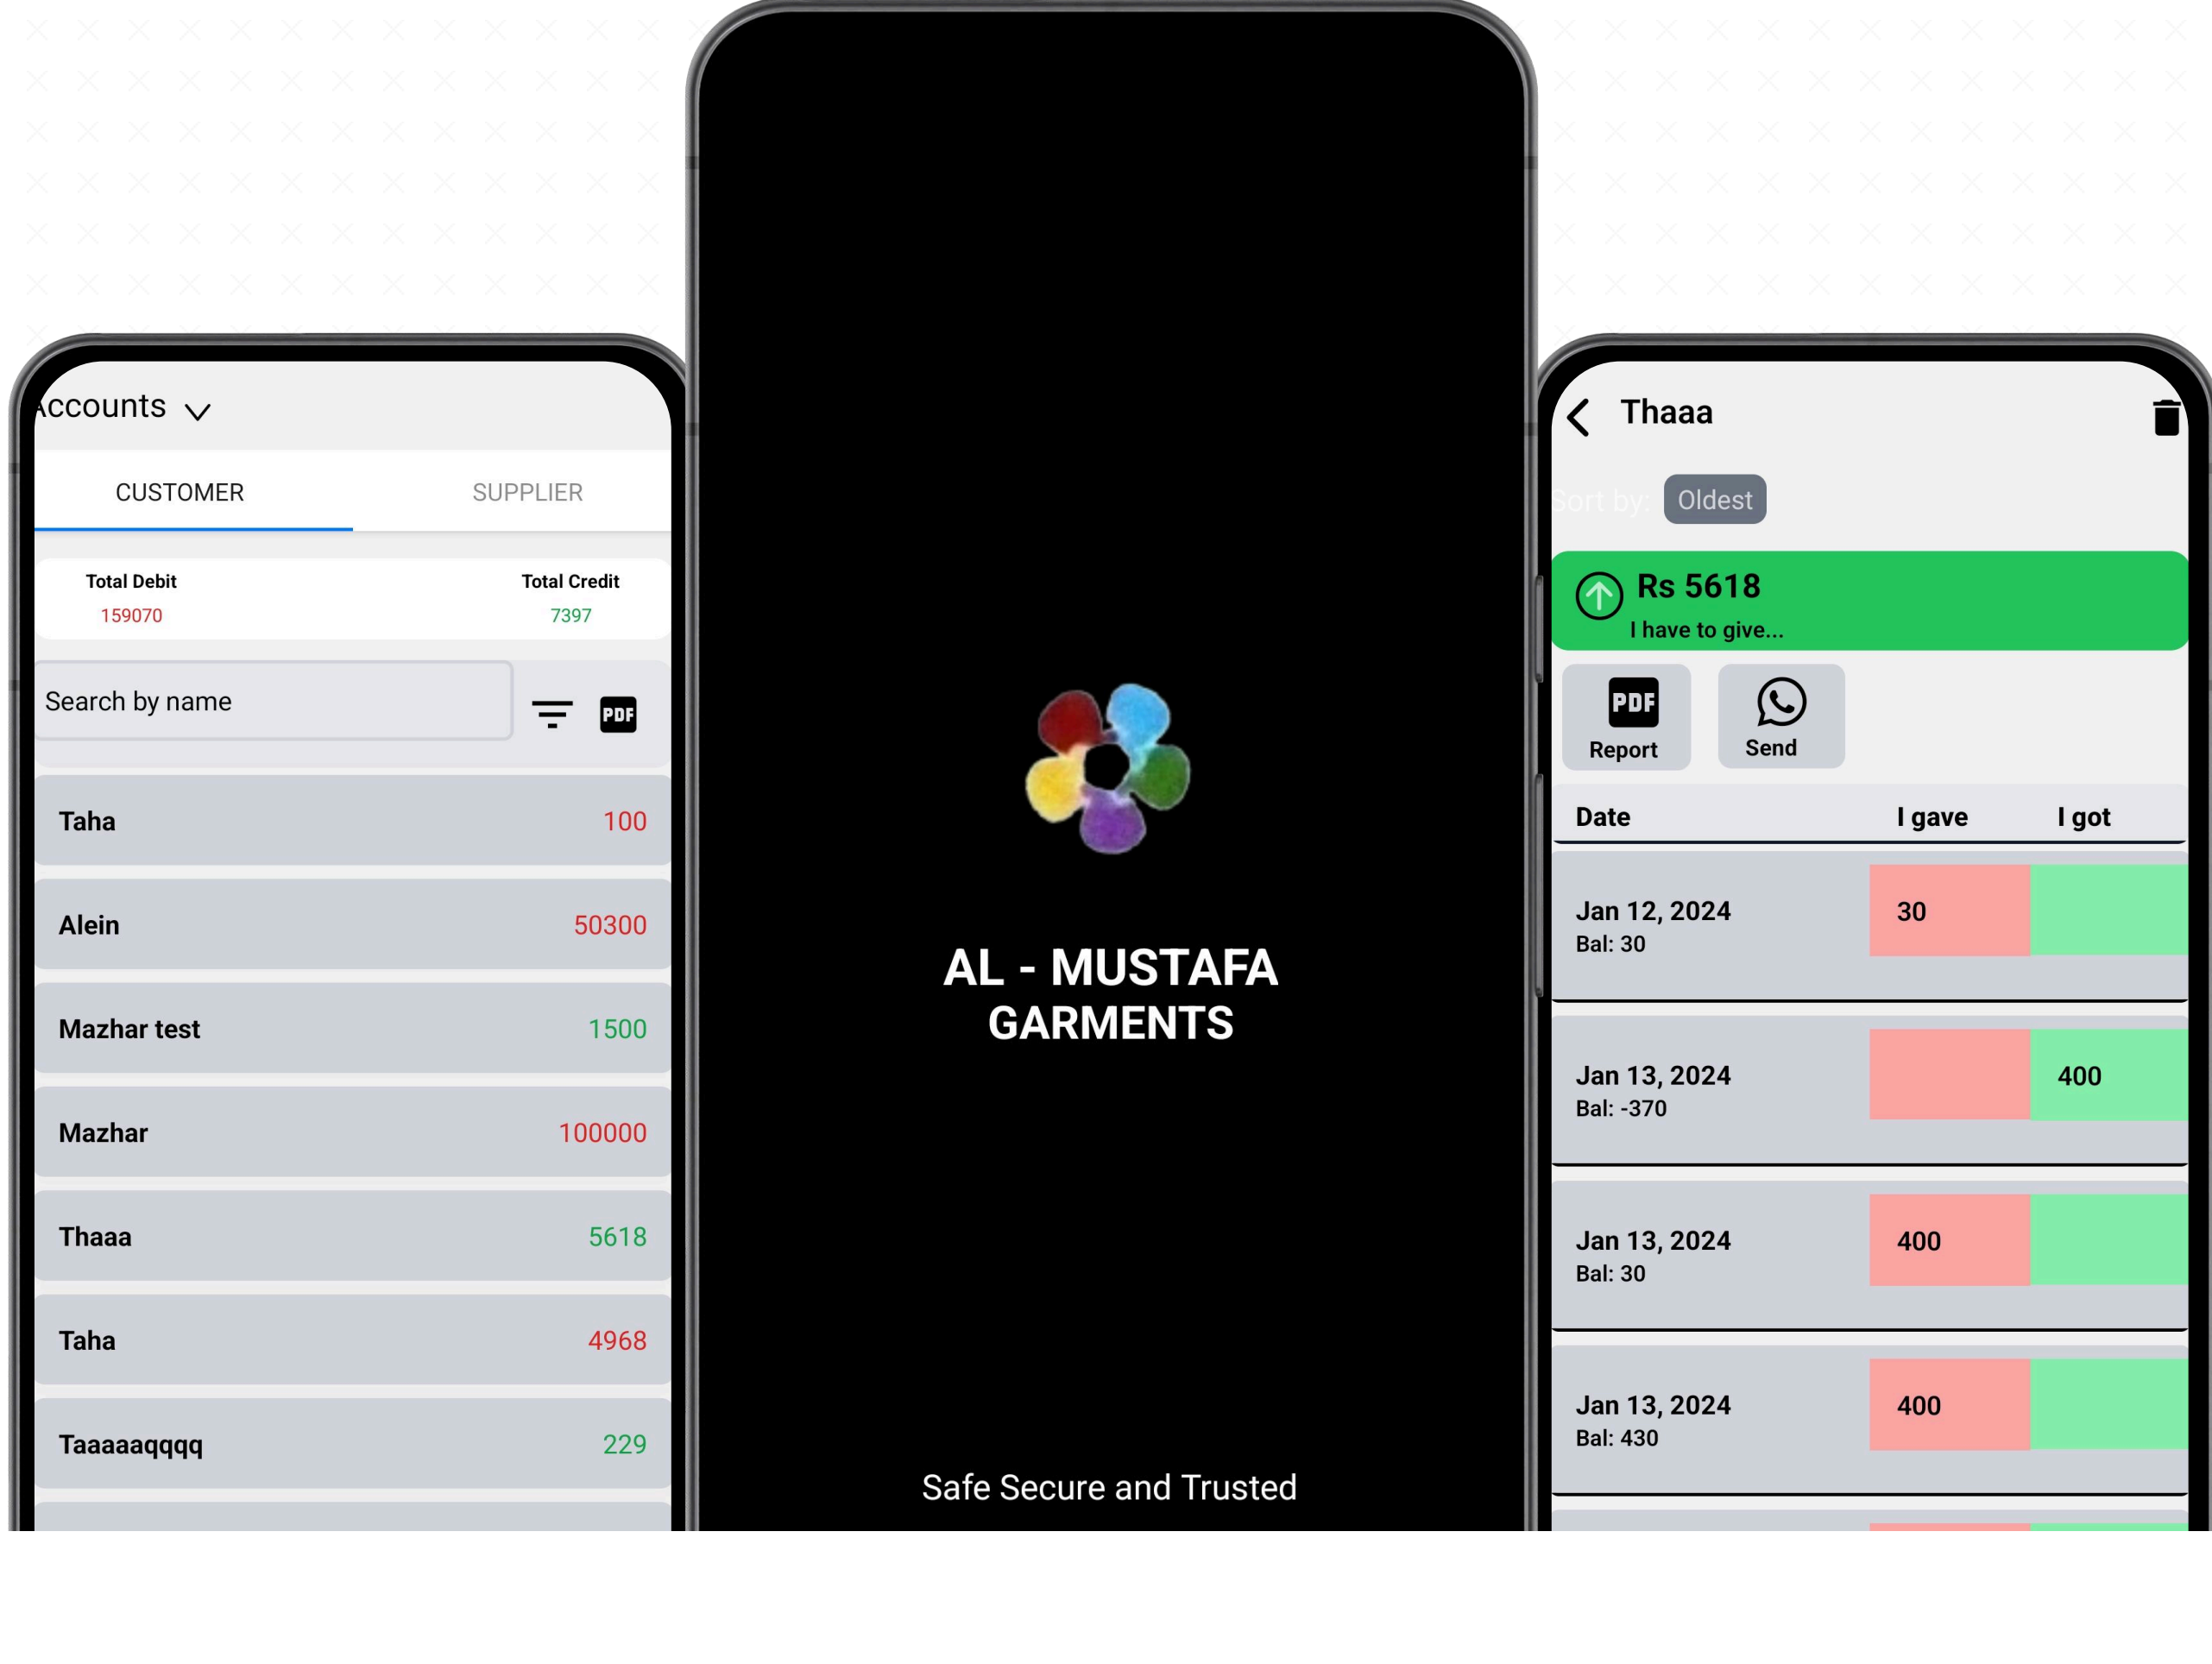 Accounts
CUSTOMER SUPPLIER
Total Debit Total Credit
159070 7397
Search by name
PDF
Taha 100
Alein 50300
Mazhar test 1500
Mazhar 100000
Thaaa 5618
Taha 4968
Taaaaaqqqq 229
AL - MUSTAFA
GARMENTS
Safe Secure and Trusted
Thaaa
Sort by: Oldest
Rs 5618
I have to give...
PDF
Report Send
Date I gave I got
Jan 12, 2024 30
Bal: 30
Jan 13, 2024 400
Bal: -370
Jan 13, 2024 400
Bal: 30
Jan 13, 2024 400
Bal: 430